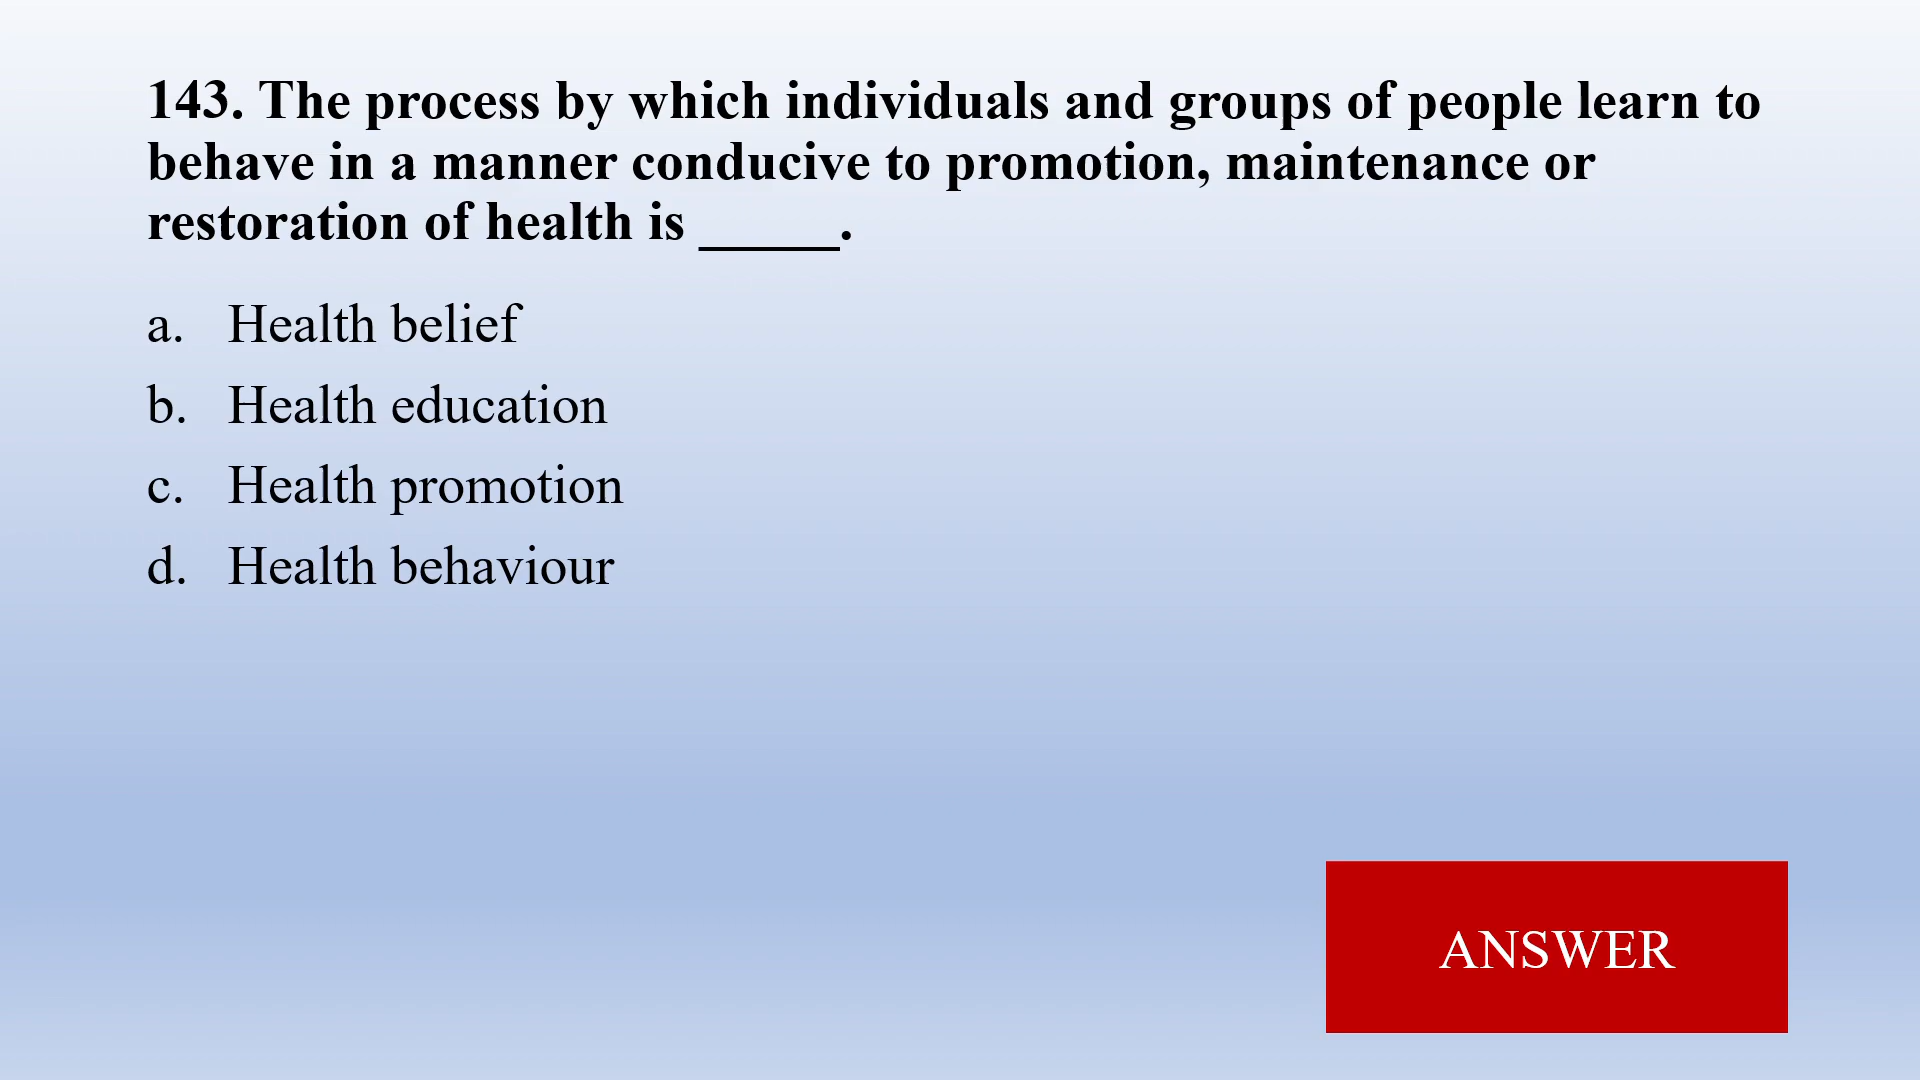 143. The process by which individuals and groups of people learn to
behave in a manner conducive to promotion, maintenance or
restoration of health is _____.
a. Health belief
b. Health education
c. Health promotion
d. Health behaviour
ANSWER